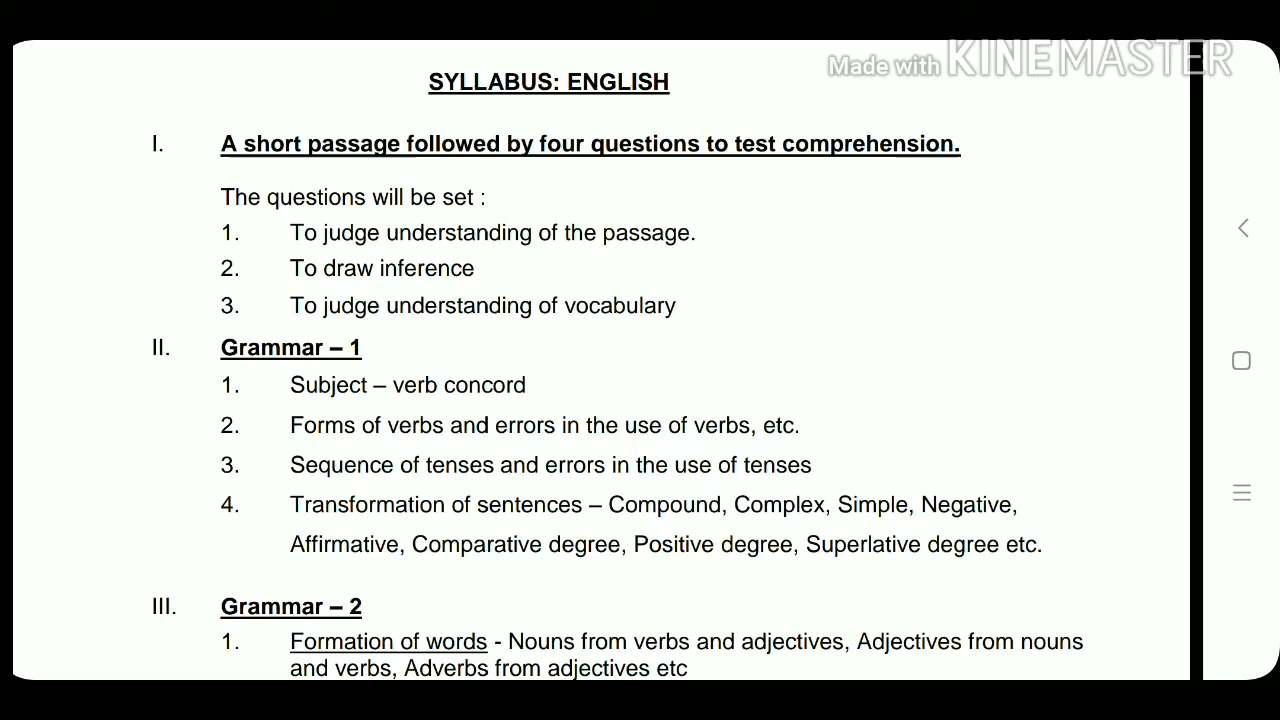 Made with KINEMASTER
SYLLABUS: ENGLISH
I. A short passage followed by four questions to test comprehension.
The questions will be set :
1. To judge understanding of the passage.
2. To draw inference
3. To judge understanding of vocabulary
II. Grammar – 1
1. Subject – verb concord
2. Forms of verbs and errors in the use of verbs, etc.
3. Sequence of tenses and errors in the use of tenses
4. Transformation of sentences – Compound, Complex, Simple, Negative,
Affirmative, Comparative degree, Positive degree, Superlative degree etc.
III. Grammar – 2
1. Formation of words - Nouns from verbs and adjectives, Adjectives from nouns
and verbs, Adverbs from adjectives etc